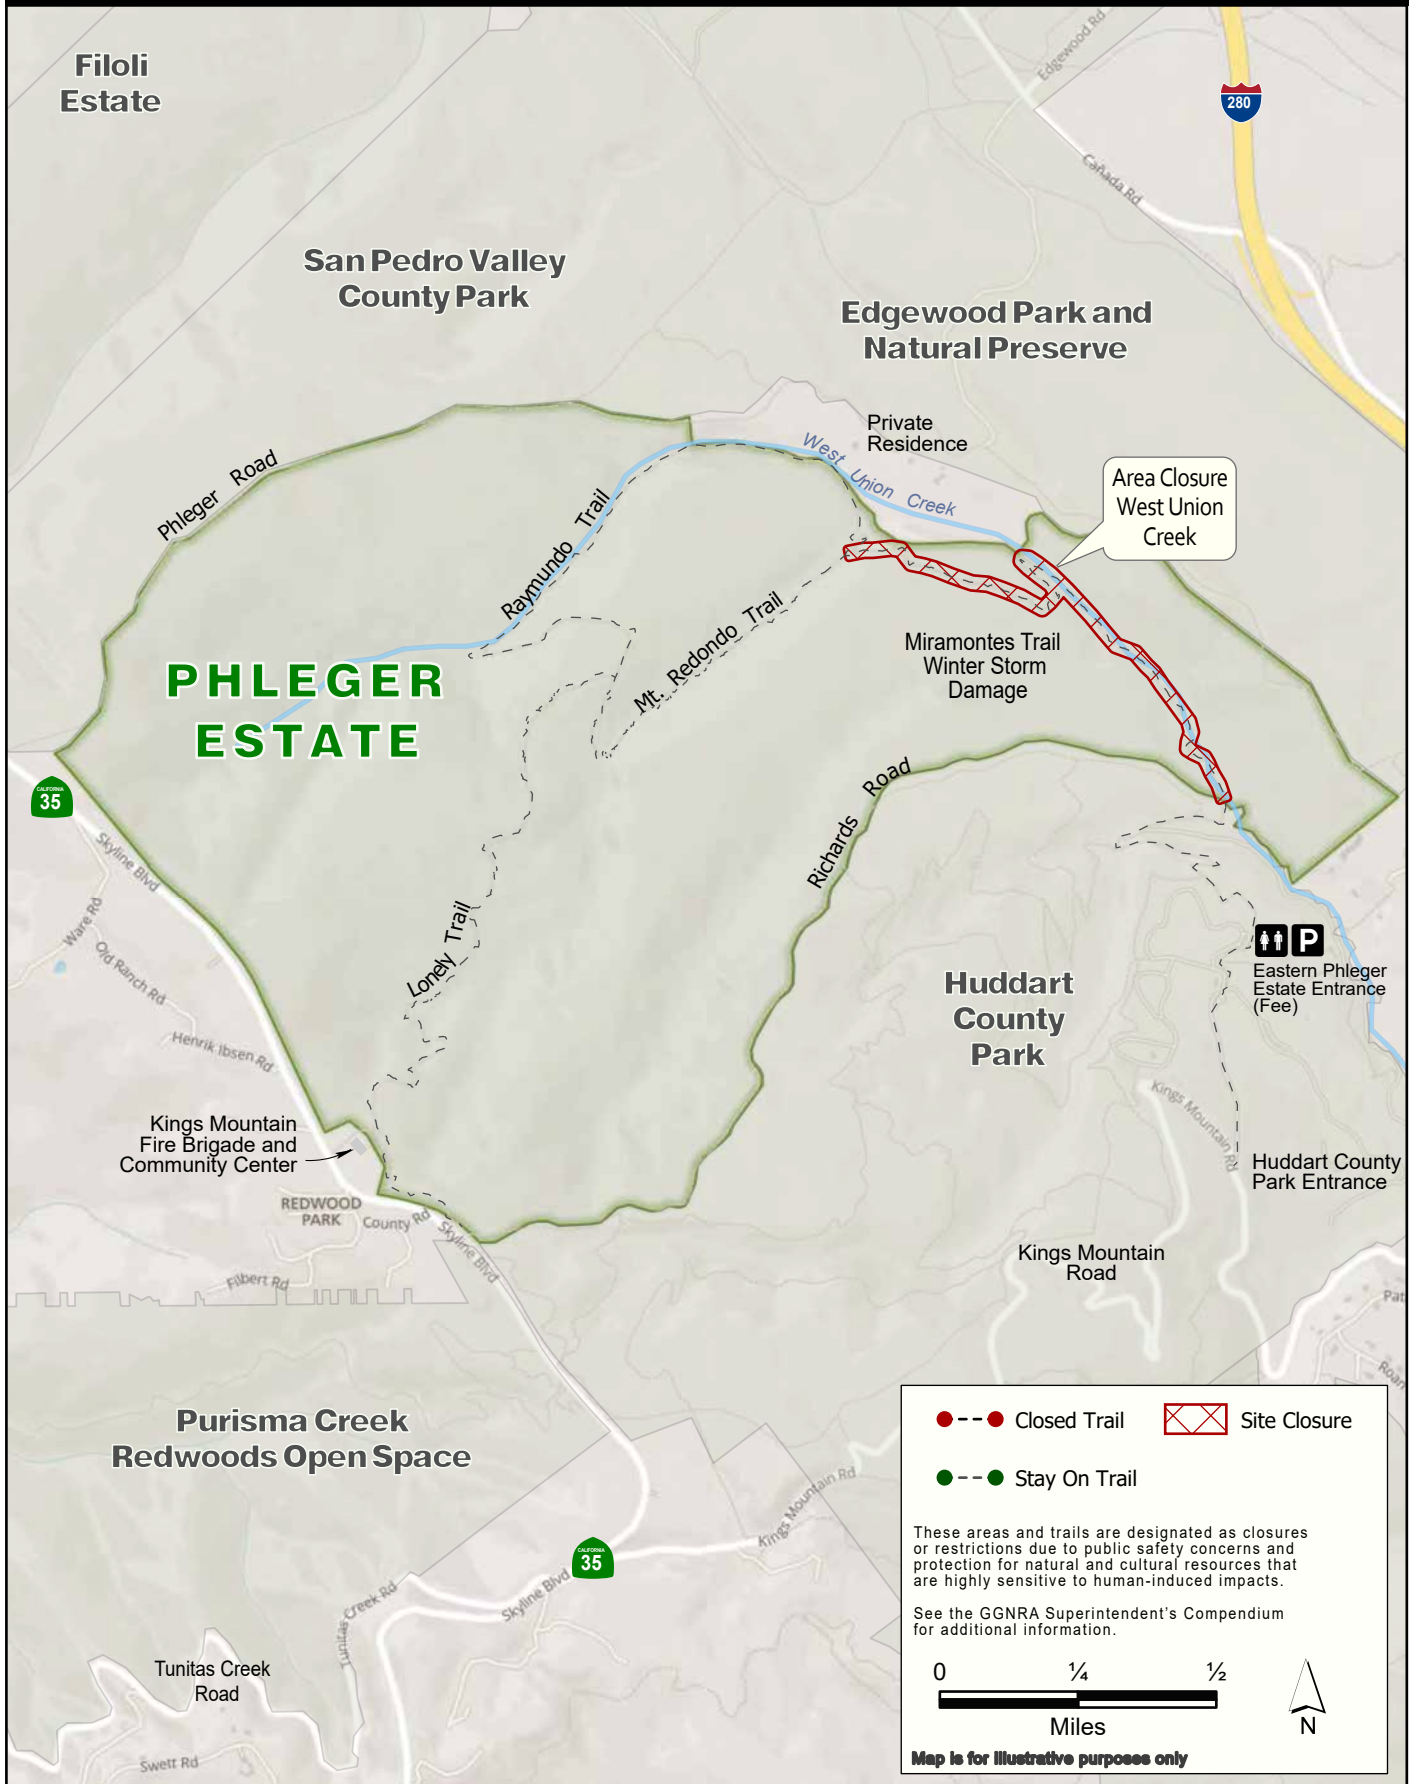 Filoli
Estate
Edgewood Rd
280
Cañada Rd
San Pedro Valley
County Park
Edgewood Park and
Natural Preserve
Private
Residence
West Union Creek
Phleger Road
Area Closure
West Union
Creek
Raymundo Trail
Mt. Redondo Trail
Miramontes Trail
Winter Storm
Damage
PHLEGER
ESTATE
CALIFORNIA
35
Skyline Blvd
Richards Road
Ware Rd
Old Ranch Rd
Lonely Trail
Henrik Ibsen Rd
P
Eastern Phleger
Estate Entrance
(Fee)
Huddart
County
Park
Kings Mountain Rd
Kings Mountain
Fire Brigade and
Community Center
Huddart County
Park Entrance
REDWOOD
PARK
County Rd
Skyline Blvd
Filbert Rd
Kings Mountain
Road
Pat
Roan
Purisma Creek
Redwoods Open Space
Kings Mountain Rd
CALIFORNIA
35
Skyline Blvd
Tunitas Creek Rd
Tunitas Creek
Road
Swett Rd
Closed Trail
Site Closure
Stay On Trail
These areas and trails are designated as closures
or restrictions due to public safety concerns and
protection for natural and cultural resources that
are highly sensitive to human-induced impacts.
See the GGNRA Superintendent's Compendium
for additional information.
0 ¼ ½
Miles
N
Map is for illustrative purposes only